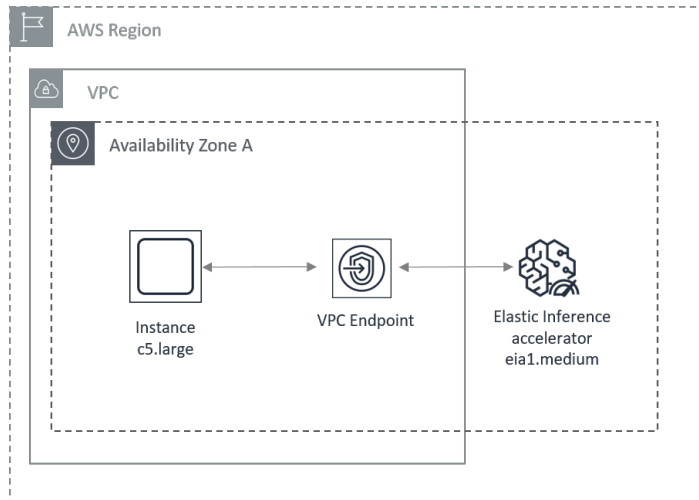 AWS Region
VPC
Availability Zone A
Instance
c5.large
VPC Endpoint
Elastic Inference
accelerator
eia1.medium